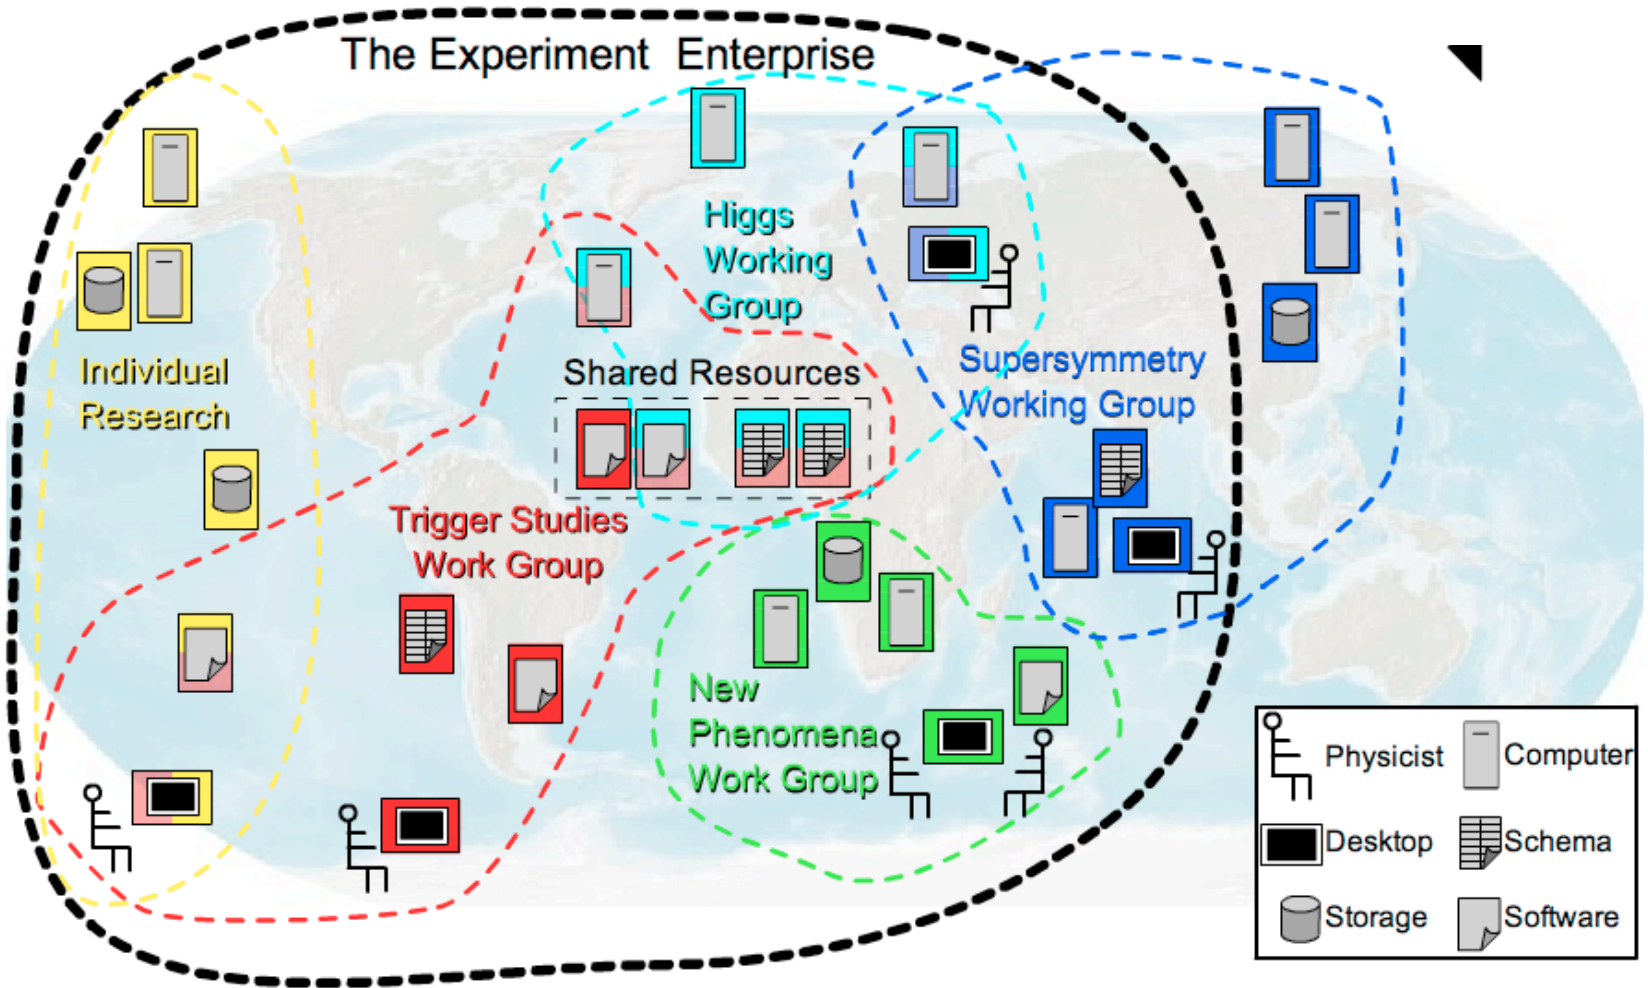 The Experiment Enterprise
Higgs
Working
Group
Individual
Research
Shared Resources
Supersymmetry
Working Group
Trigger Studies
Work Group
New
Phenomena
Work Group
Physicist
Computer
Desktop
Schema
Storage
Software